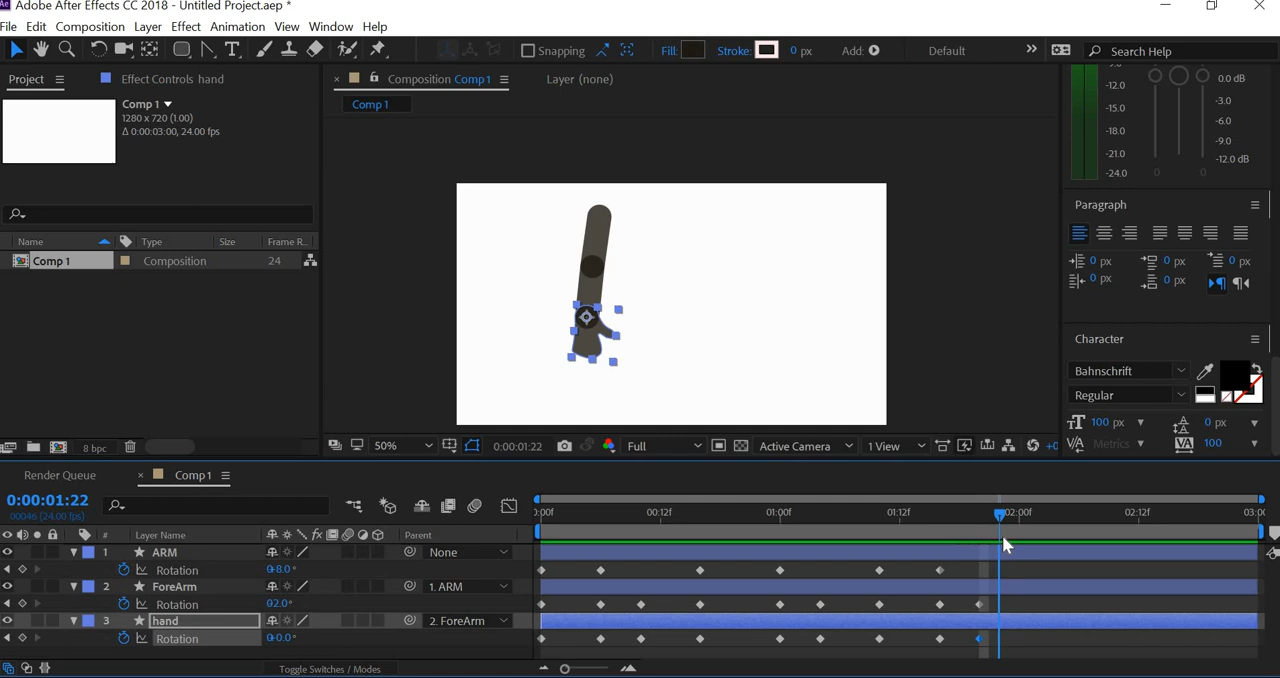 Ae Adobe After Effects CC 2018 - Untitled Project.aep *
File Edit Composition Layer Effect Animation View Window Help
Snapping Fill: Stroke: 0 px Add: Default Search Help
Project Effect Controls hand
Composition Comp 1 Layer (none)
Comp 1
Comp 1
1280 x 720 (1.00)
Δ 0:00:03:00, 24.00 fps
0.0 dB
-12.0 -3.0
-15.0 -6.0
-18.0 -9.0
-21.0 -12.0 dB
-24.0
Name Type Size Frame R...
Comp 1 Composition 24
Paragraph
0 px 0 px 0 px
0 px 0 px
Character
Bahnschrift
Regular
100 px 0 px
Metrics 100
8 bpc
50% 0:00:01:22 Full Active Camera 1 View +0
Render Queue Comp 1
0:00:01:22
00046 (24.00 fps)
:00f 00:12f 01:00f 01:12f 02:00f 02:12f 03:0
# Layer Name Parent
1 ARM None
Rotation 0x-8.0°
2 ForeArm 1. ARM
Rotation
3 hand 2. ForeArm
Rotation
Toggle Switches / Modes